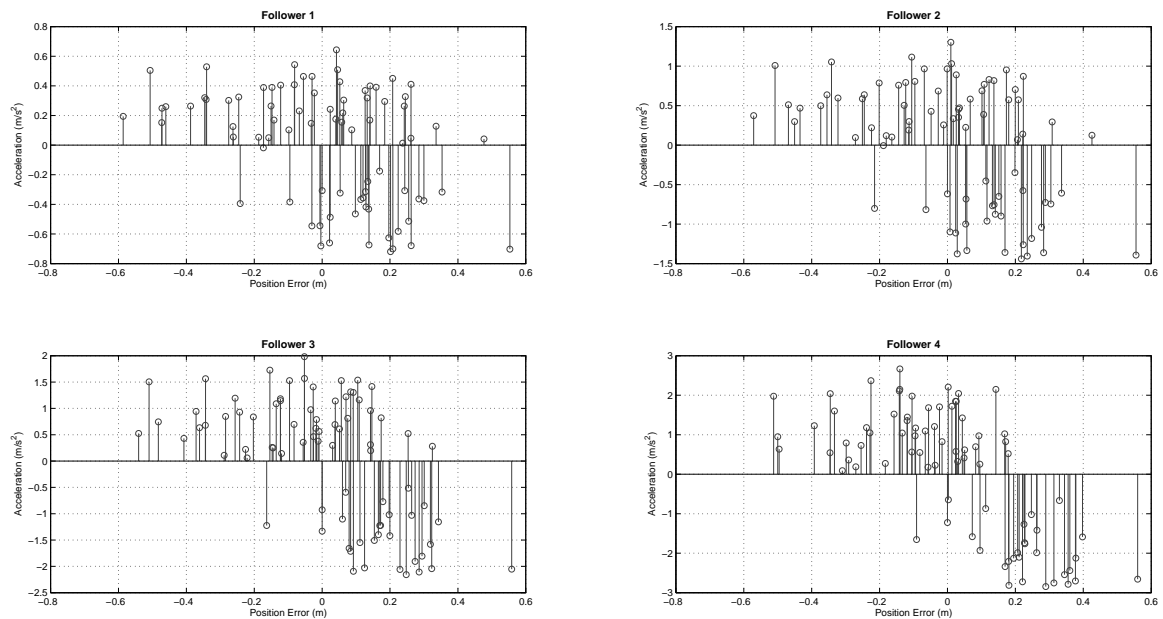 Follower 1
0.8
0.6
0.4
0.2
0
−0.2
−0.4
−0.6
−0.8
Acceleration (m/s²)
−0.8 −0.6 −0.4 −0.2 0 0.2 0.4 0.6
Position Error (m)
Follower 2
1.5
1
0.5
0
−0.5
−1
−1.5
Acceleration (m/s²)
−0.8 −0.6 −0.4 −0.2 0 0.2 0.4 0.6
Position Error (m)
Follower 3
2
1.5
1
0.5
0
−0.5
−1
−1.5
−2
−2.5
Acceleration (m/s²)
−0.8 −0.6 −0.4 −0.2 0 0.2 0.4 0.6
Position Error (m)
Follower 4
3
2
1
0
−1
−2
−3
Acceleration (m/s²)
−0.8 −0.6 −0.4 −0.2 0 0.2 0.4 0.6
Position Error (m)